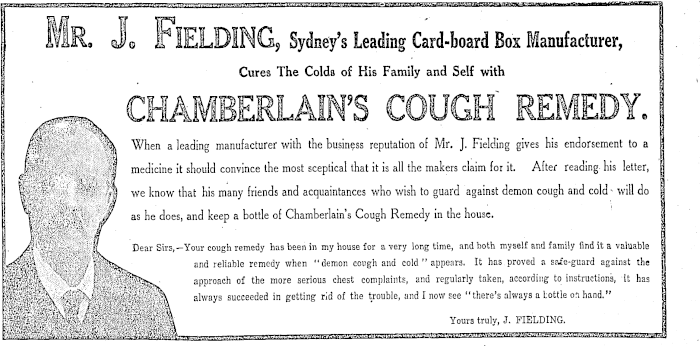 MR. J. FIELDING, Sydney's Leading Card-board Box Manufacturer,
Cures The Colds of His Family and Self with
CHAMBERLAIN'S COUGH REMEDY.
When a leading manufacturer with the business reputation of Mr. J. Fielding gives his endorsement to a
medicine it should convince the most sceptical that it is all the makers claim for it. After reading his letter,
we know that his many friends and acquaintances who wish to guard against demon cough and cold will do
as he does, and keep a bottle of Chamberlain's Cough Remedy in the house.
Dear Sirs,—Your cough remedy has been in my house for a very long time, and both myself and family find it a valuable
and reliable remedy when "demon cough and cold" appears. It has proved a safe-guard against the
approach of the more serious chest complaints, and regularly taken, according to instructions, it has
always succeeded in getting rid of the trouble, and I now see "there's always a bottle on hand."
Yours truly, J. FIELDING.